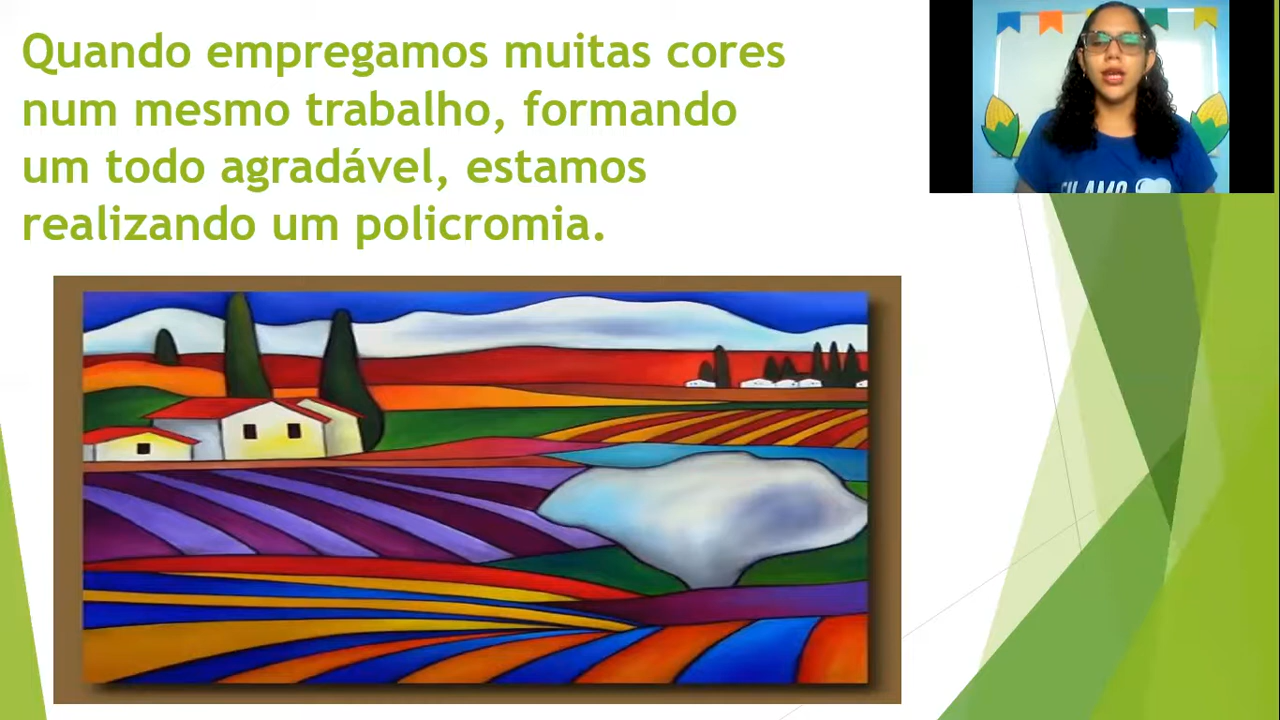 Quando empregamos muitas cores
num mesmo trabalho, formando
um todo agradável, estamos
realizando um policromia.